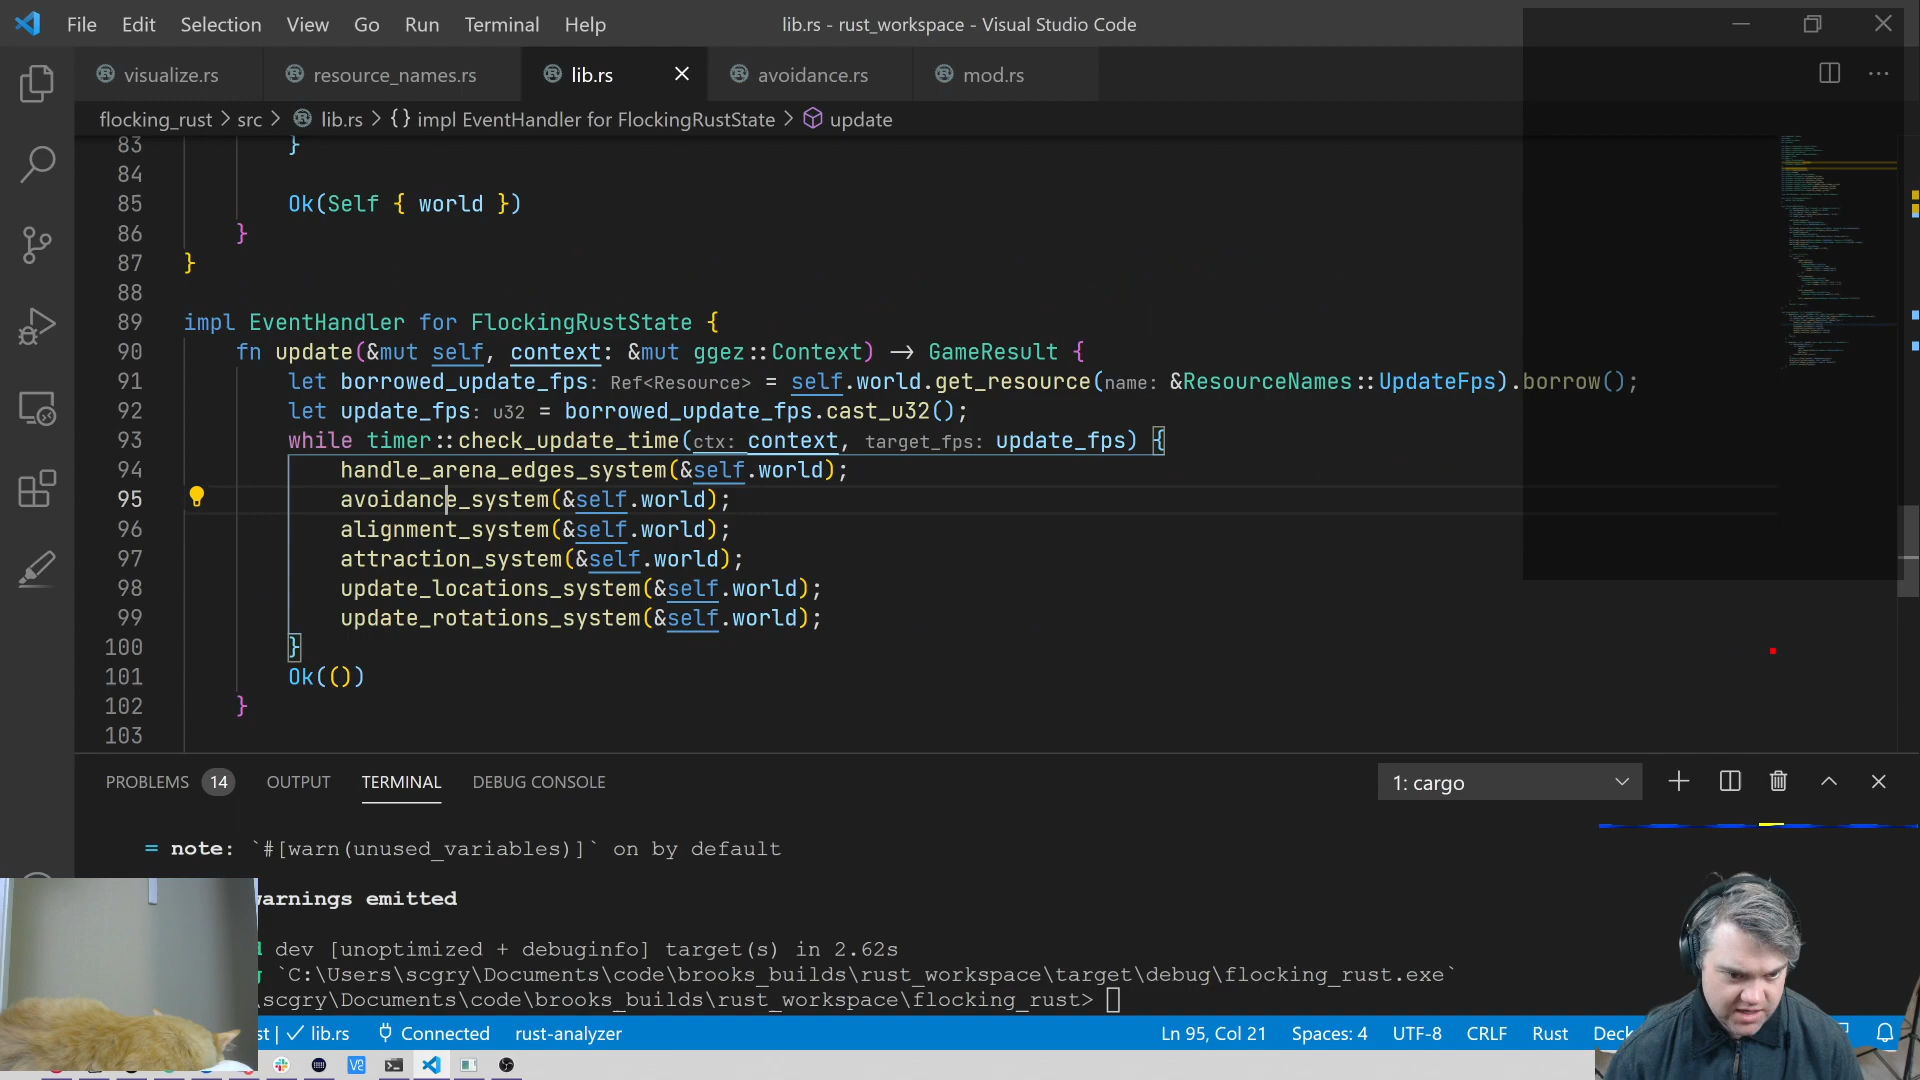 File Edit Selection View Go Run Terminal Help lib.rs - rust_workspace - Visual Studio Code
visualize.rs resource_names.rs lib.rs avoidance.rs mod.rs
flocking_rust > src > lib.rs > {} impl EventHandler for FlockingRustState > update
83 }
84
85 Ok(Self { world })
86 }
87 }
88
89 impl EventHandler for FlockingRustState {
90 fn update(&mut self, context: &mut ggez::Context) → GameResult {
91 let borrowed_update_fps: Ref<Resource> = self.world.get_resource(name: &ResourceNames::UpdateFps).borrow();
92 let update_fps: u32 = borrowed_update_fps.cast_u32();
93 while timer::check_update_time(ctx: context, target_fps: update_fps) {
94 handle_arena_edges_system(&self.world);
95 avoidance_system(&self.world);
96 alignment_system(&self.world);
97 attraction_system(&self.world);
98 update_locations_system(&self.world);
99 update_rotations_system(&self.world);
100 }
101 Ok(())
102 }
103
PROBLEMS 14 OUTPUT TERMINAL DEBUG CONSOLE 1: cargo
= note: `#[warn(unused_variables)]` on by default
warnings emitted
d dev [unoptimized + debuginfo] target(s) in 2.62s
g `C:\Users\scgry\Documents\code\brooks_builds\rust_workspace\target\debug\flocking_rust.exe`
\scgry\Documents\code\brooks_builds\rust_workspace\flocking_rust>
st | ✓ lib.rs Connected rust-analyzer Ln 95, Col 21 Spaces: 4 UTF-8 CRLF Rust Deck